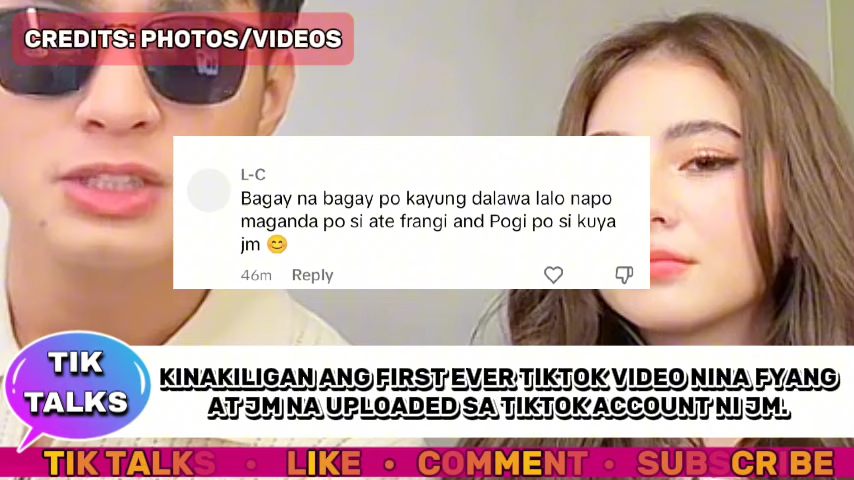 CREDITS: PHOTOS/VIDEOS
L-C
Bagay na bagay po kayung dalawa lalo napo
maganda po si ate frangi and Pogi po si kuya
jm 😊
46m Reply
TIK
TALKS
KINAKILIGAN ANG FIRST EVER TIKTOK VIDEO NINA FYANG
AT JM NA UPLOADED SA TIKTOK ACCOUNT NI JM.
TIK TALKS • LIKE • COMMENT • SUBSCRIBE